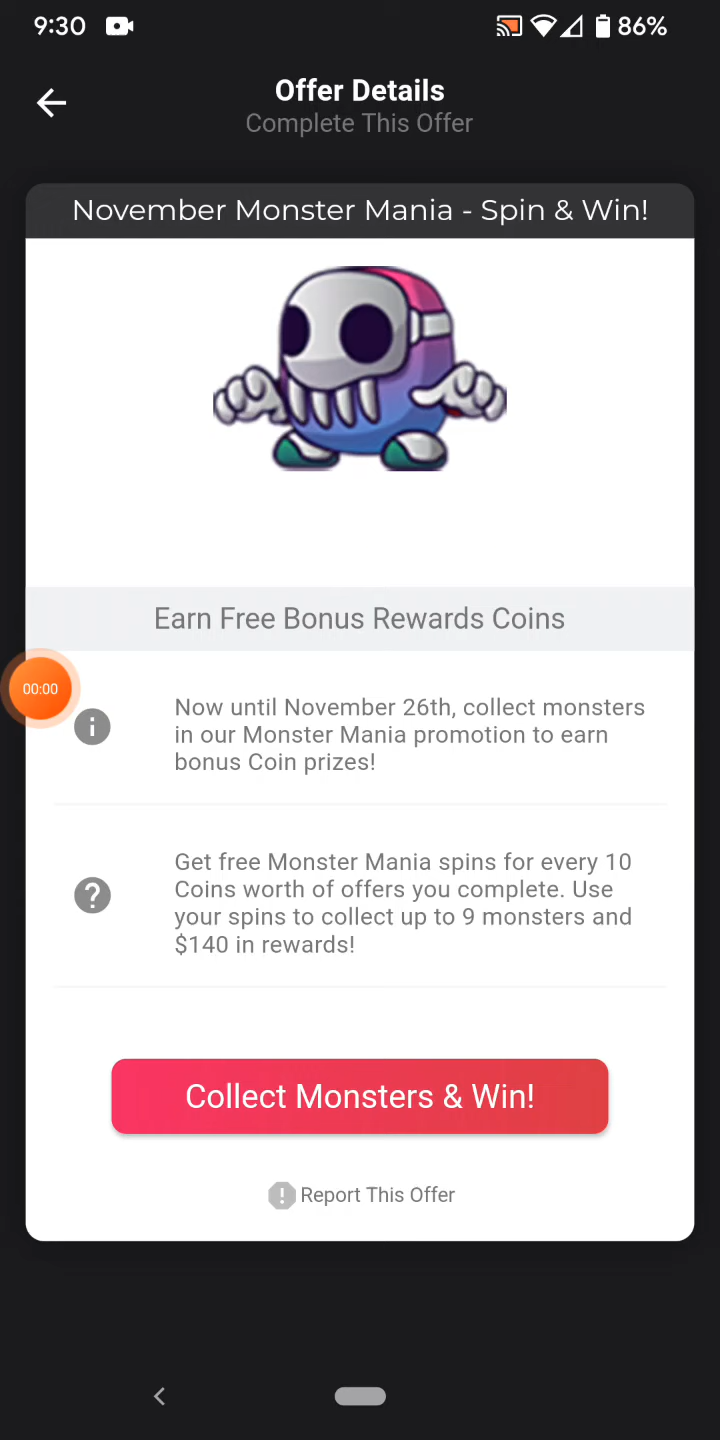 9:30
86%
Offer Details
Complete This Offer
November Monster Mania - Spin & Win!
Earn Free Bonus Rewards Coins
00:00
Now until November 26th, collect monsters
in our Monster Mania promotion to earn
bonus Coin prizes!
Get free Monster Mania spins for every 10
Coins worth of offers you complete. Use
your spins to collect up to 9 monsters and
$140 in rewards!
Collect Monsters & Win!
Report This Offer